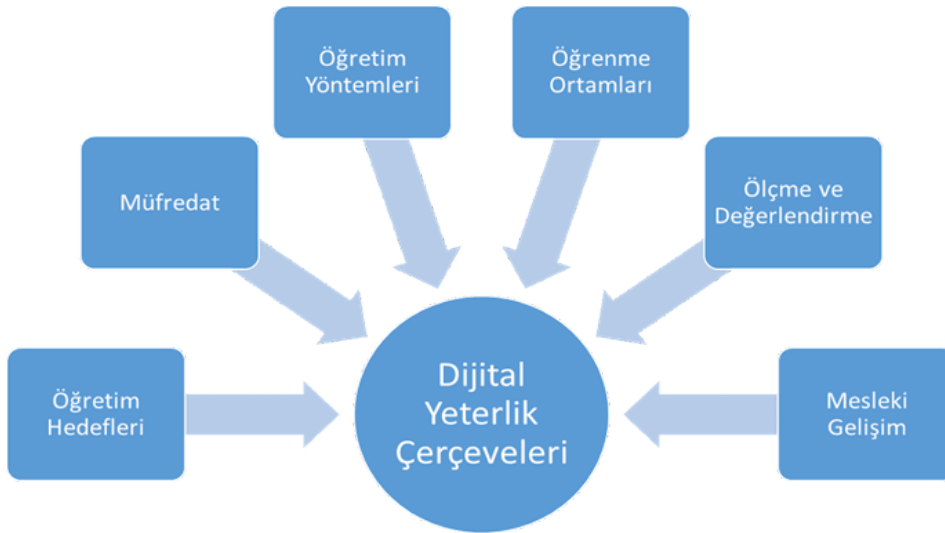 Öğretim
Yöntemleri
Öğrenme
Ortamları
Müfredat
Ölçme ve
Değerlendirme
Öğretim
Hedefleri
Dijital
Yeterlik
Çerçeveleri
Mesleki
Gelişim